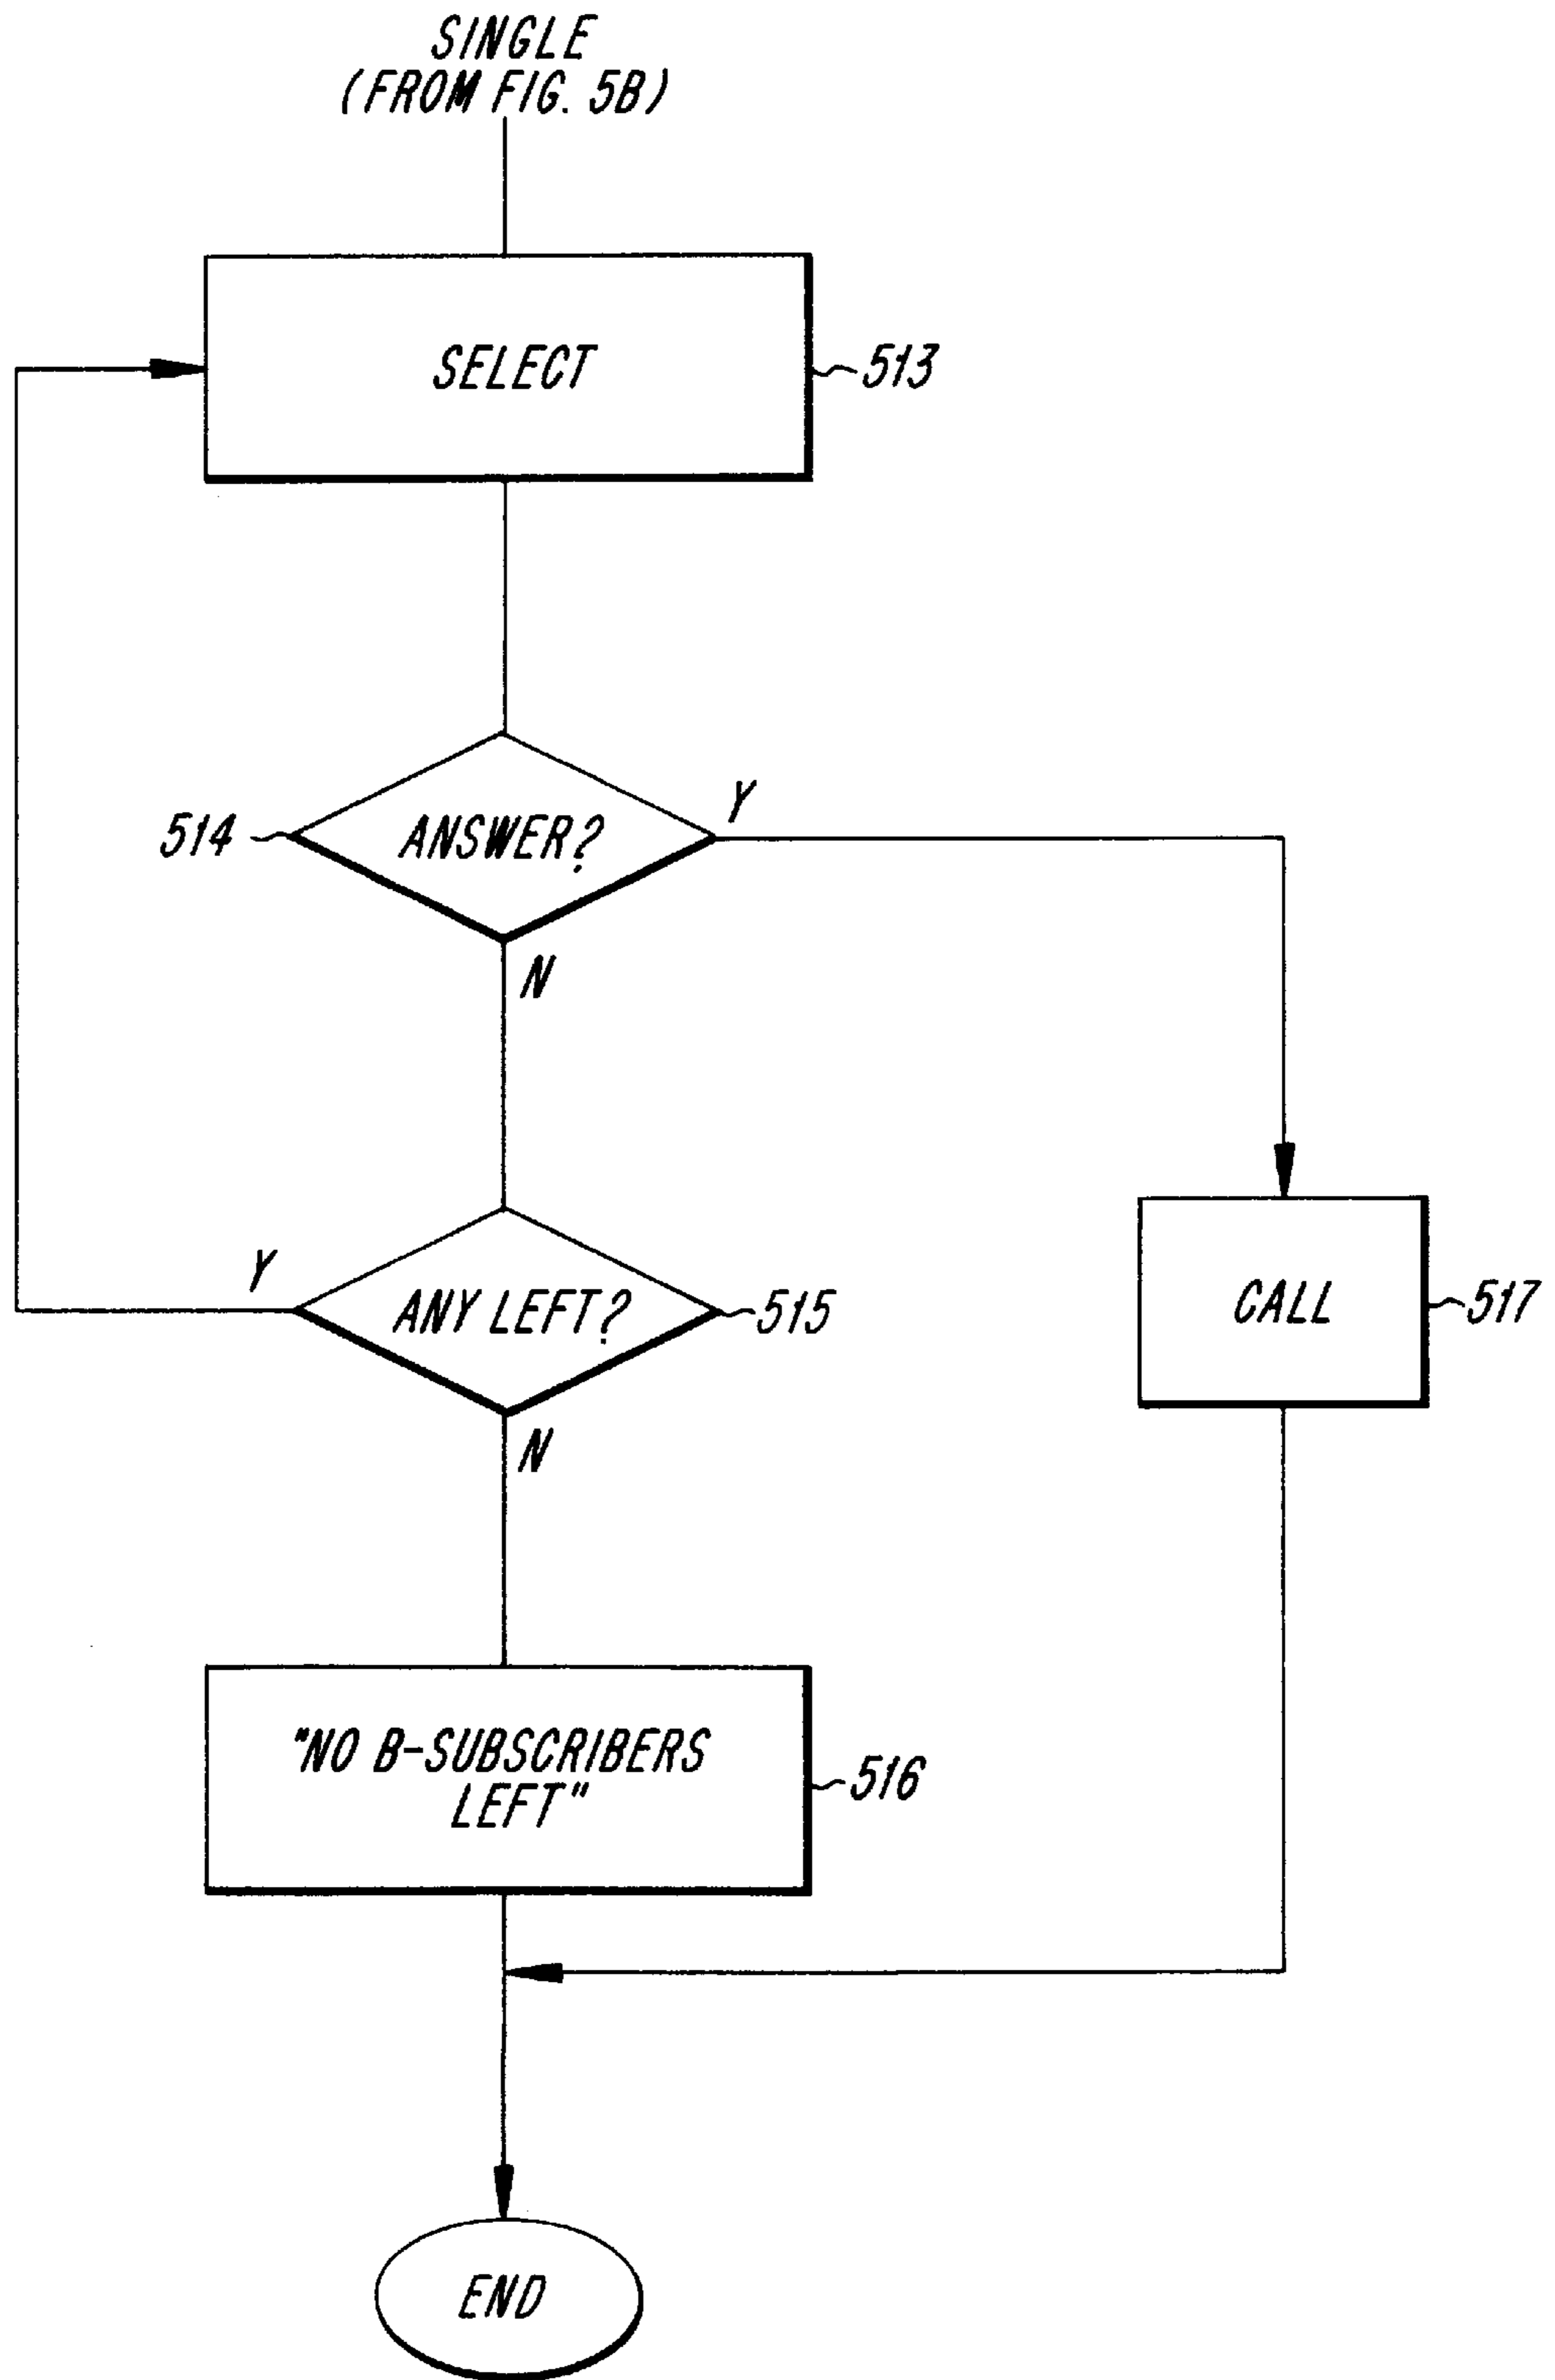 SINGLE
(FROM FIG. 5B)
SELECT
513
514
ANSWER?
Y
N
Y
ANY LEFT?
515
CALL
517
N
"NO B-SUBSCRIBERS
LEFT"
516
END